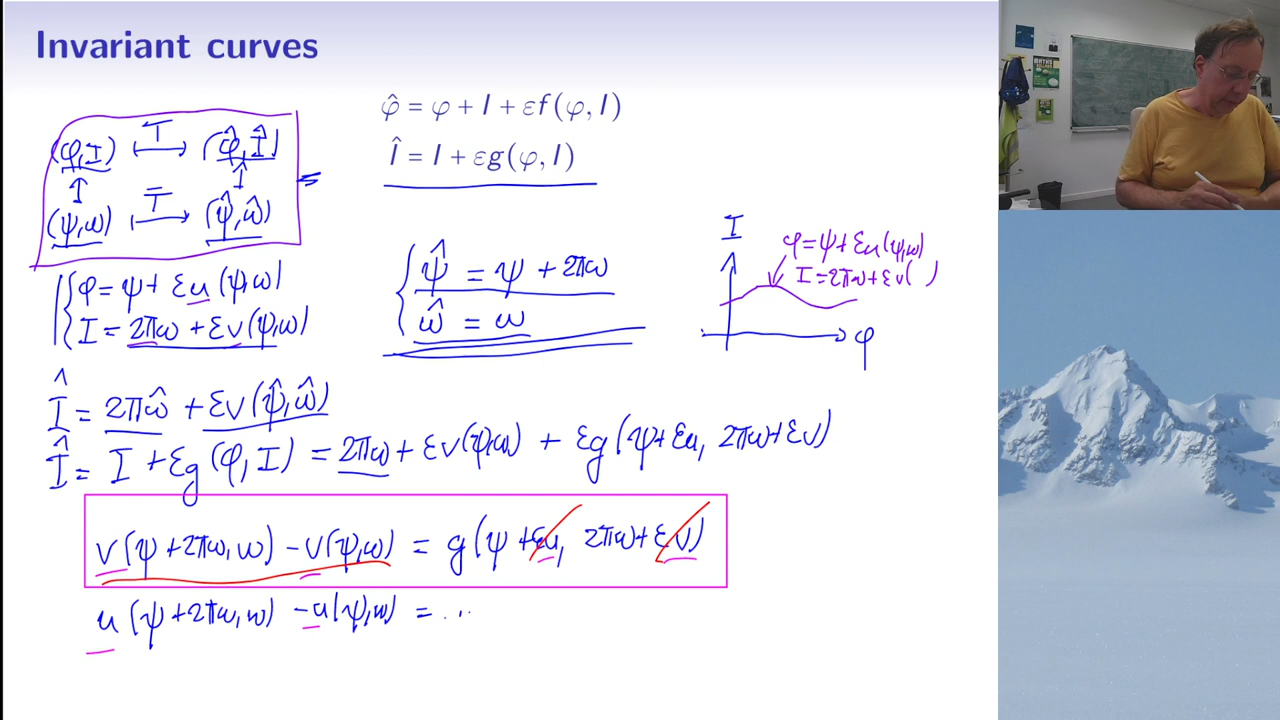 Invariant curves
φ̂ = φ + I + εf(φ, I)
Î = I + εg(φ, I)
(φ, I) ↦ (φ̂, Î)
T
(ψ, ω) ↦ (ψ̂, ω̂)
T̄
φ = ψ + εu(ψ,ω)
I = 2πω + εv(ψ,ω)
ψ̂ = ψ + 2πω
ω̂ = ω
I
φ = ψ + εu(ψ,ω)
I = 2πω + εv( )
φ
Î = 2πω̂ + εv(ψ̂, ω̂)
Î = I + εg(φ, I) = 2πω + εv(ψ,ω) + εg(ψ+εu, 2πω+εv)
v(ψ+2πω, ω) - v(ψ,ω) = g(ψ+εu, 2πω+εv)
u(ψ+2πω, ω) - u(ψ,ω) = ...